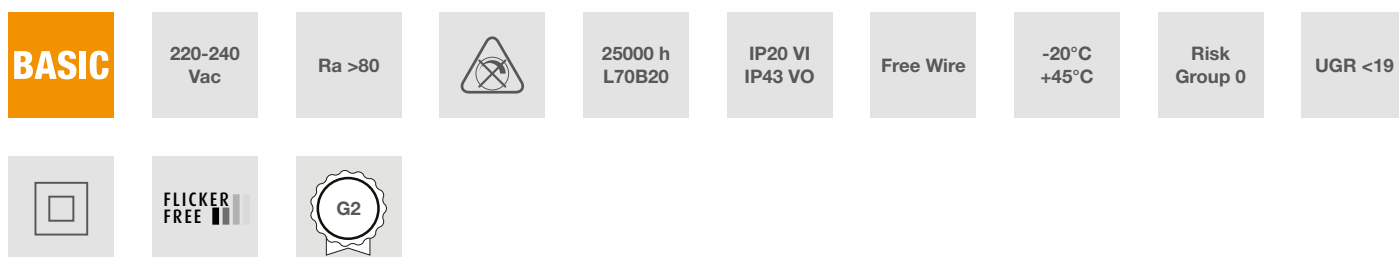 BASIC
220-240
Vac
Ra >80
25000 h
L70B20
IP20 VI
IP43 VO
Free Wire
-20°C
+45°C
Risk
Group 0
UGR <19
FLICKER
FREE
G2